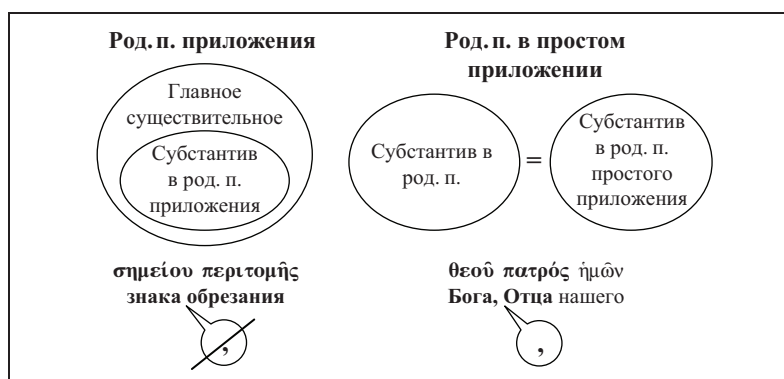 Род. п. приложения
Главное
существительное
Субстантив
в род. п.
приложения
σημείου περιτομῆς
знака обрезания
,
Род. п. в простом
приложении
Субстантив в
род. п.
=
Субстантив
в род. п.
простого
приложения
θεοῦ πατρός ἡμῶν
Бога, Отца нашего
,